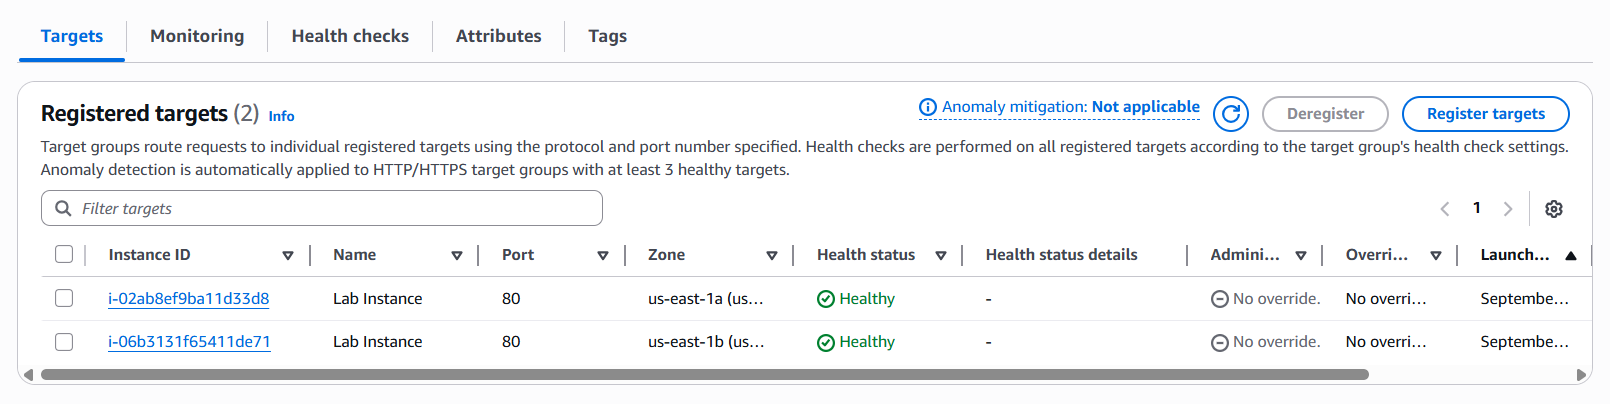 Targets Monitoring Health checks Attributes Tags
Registered targets (2) Info Anomaly mitigation: Not applicable Deregister Register targets
Target groups route requests to individual registered targets using the protocol and port number specified. Health checks are performed on all registered targets according to the target group's health check settings.
Anomaly detection is automatically applied to HTTP/HTTPS target groups with at least 3 healthy targets.
Filter targets 1
Instance ID Name Port Zone Health status Health status details Admini... Overri... Launch...
i-02ab8ef9ba11d33d8 Lab Instance 80 us-east-1a (us... Healthy - No override. No overri... Septembe...
i-06b3131f65411de71 Lab Instance 80 us-east-1b (us... Healthy - No override. No overri... Septembe...